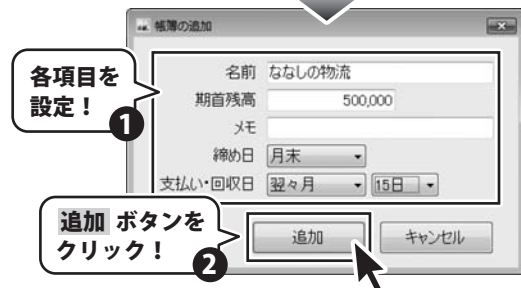 帳簿の追加
各項目を
設定！
1
名前 ななしの物流
期首残高 500,000
メモ
締め日 月末
支払い・回収日 翌々月 15日
追加 ボタンを
クリック！
2
追加 キャンセル